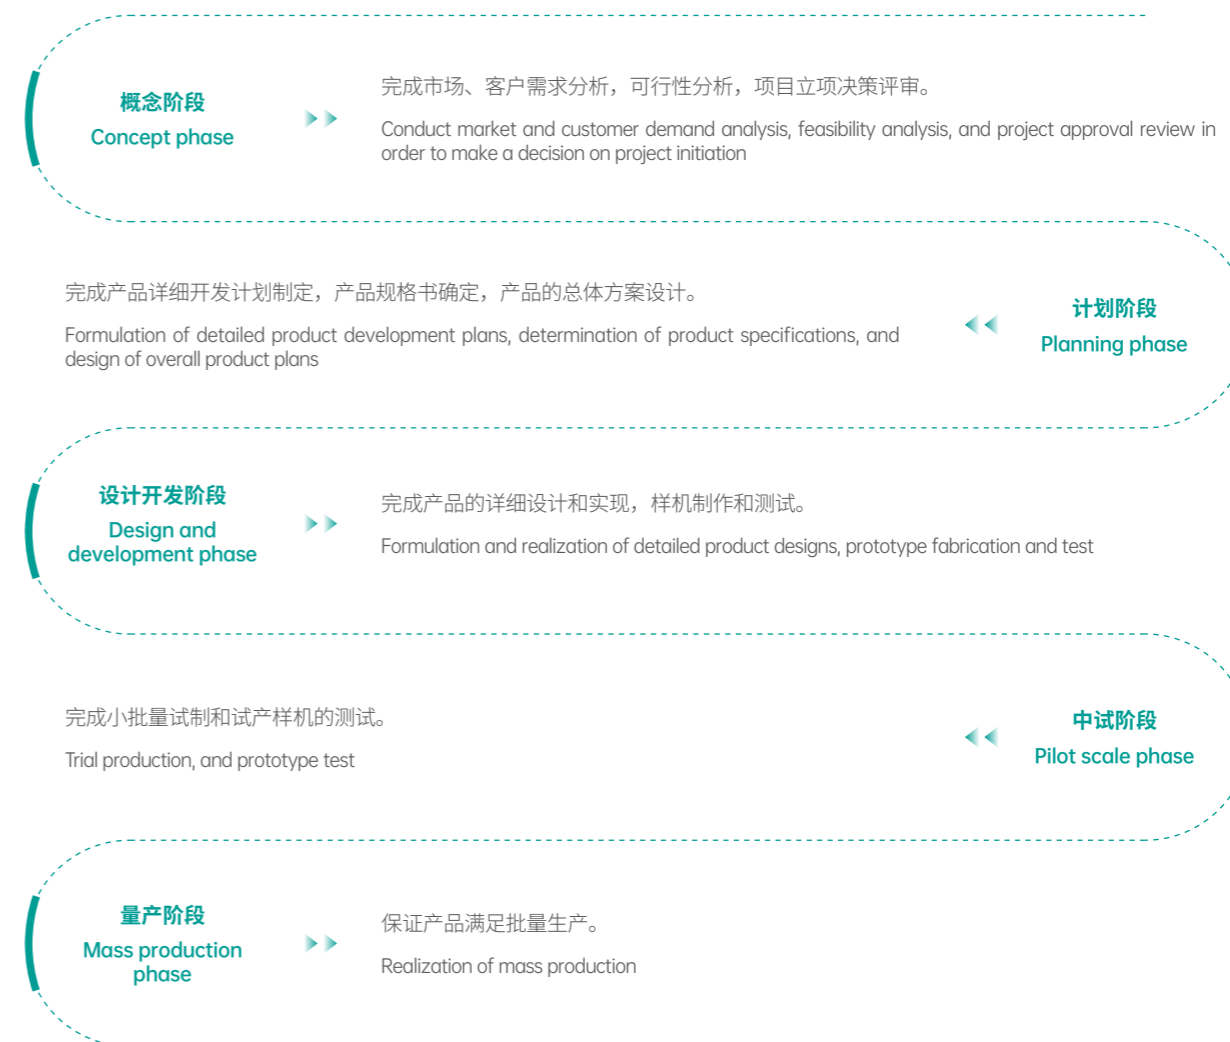 概念阶段
Concept phase
完成市场、客户需求分析，可行性分析，项目立项决策评审。
Conduct market and customer demand analysis, feasibility analysis, and project approval review in
order to make a decision on project initiation
完成产品详细开发计划制定，产品规格书确定，产品的总体方案设计。
Formulation of detailed product development plans, determination of product specifications, and
design of overall product plans
计划阶段
Planning phase
设计开发阶段
Design and
development phase
完成产品的详细设计和实现，样机制作和测试。
Formulation and realization of detailed product designs, prototype fabrication and test
完成小批量试制和试产样机的测试。
Trial production, and prototype test
中试阶段
Pilot scale phase
量产阶段
Mass production
phase
保证产品满足批量生产。
Realization of mass production